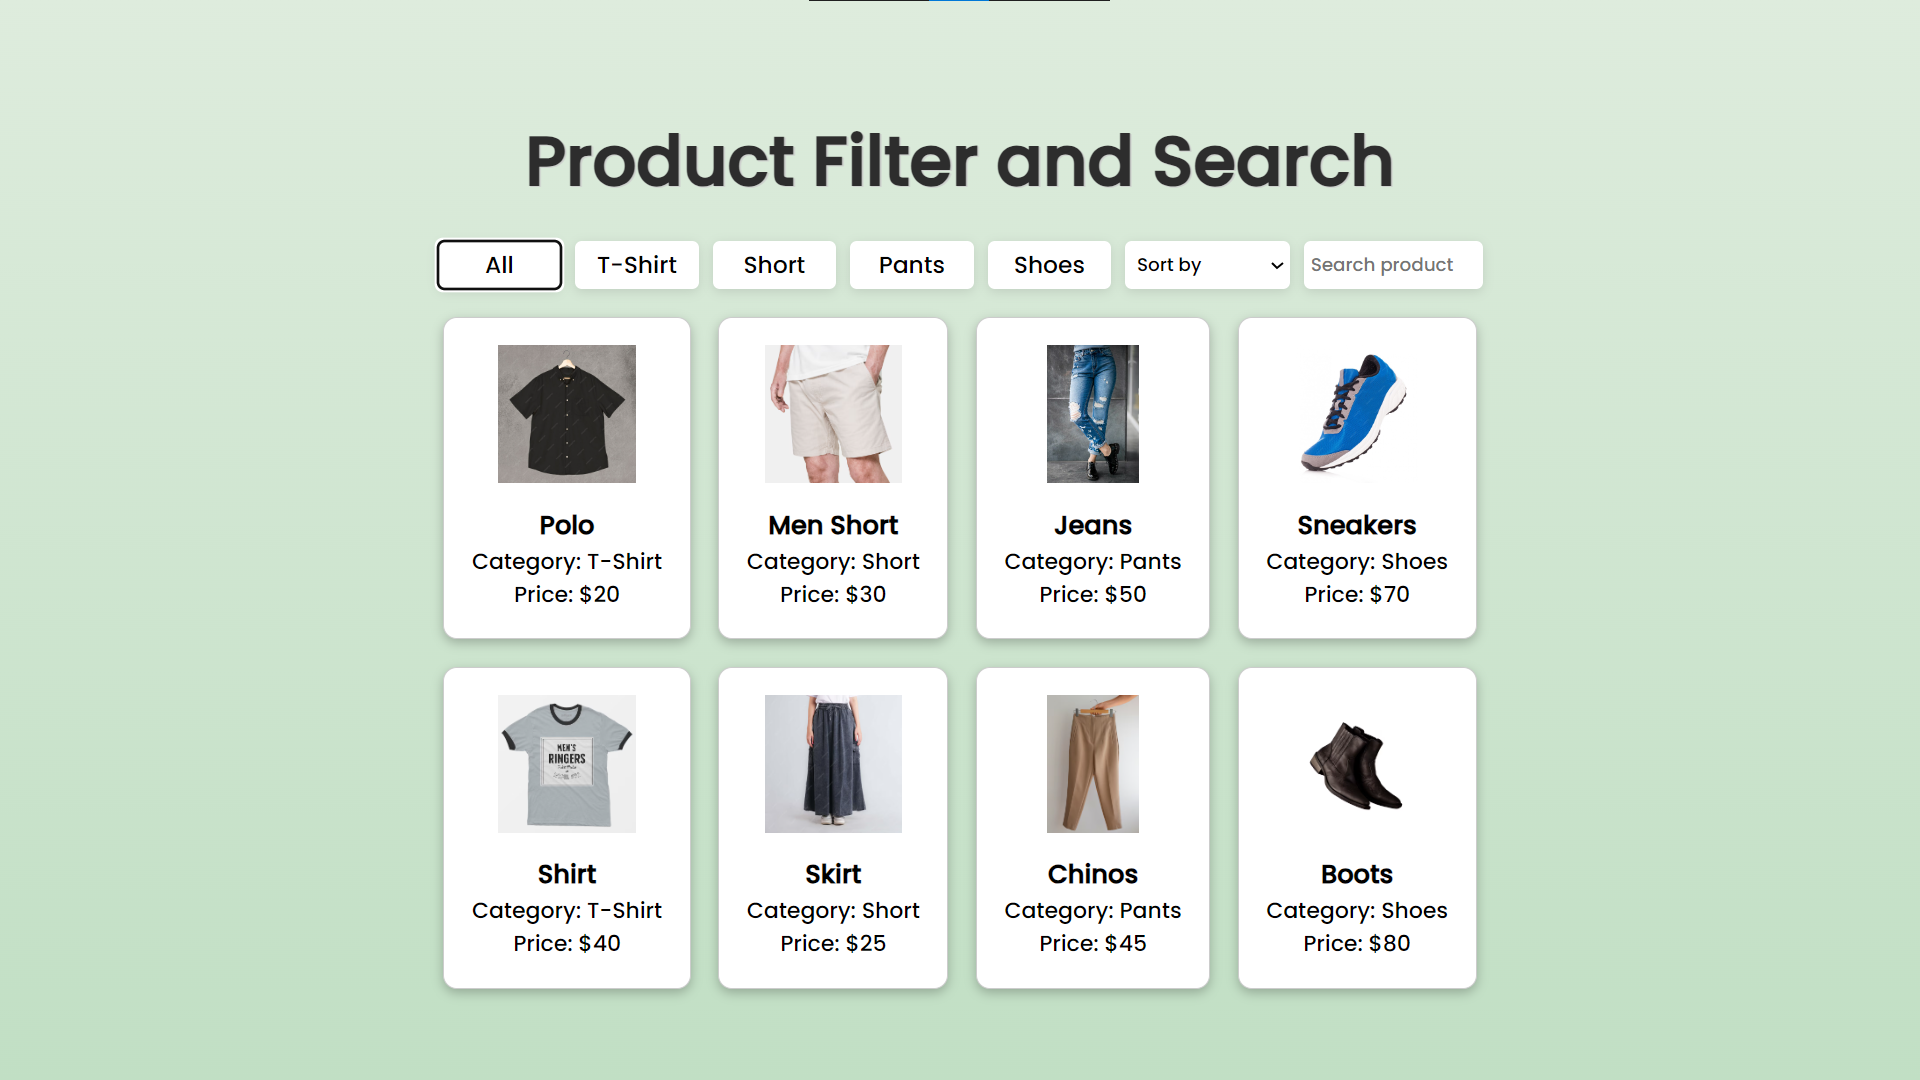 Product Filter and Search
All
T-Shirt
Short
Pants
Shoes
Sort by
Search product
Polo
Category: T-Shirt
Price: $20
Men Short
Category: Short
Price: $30
Jeans
Category: Pants
Price: $50
Sneakers
Category: Shoes
Price: $70
MEN'S
RINGERS
Shirt
Category: T-Shirt
Price: $40
Skirt
Category: Short
Price: $25
Chinos
Category: Pants
Price: $45
Boots
Category: Shoes
Price: $80